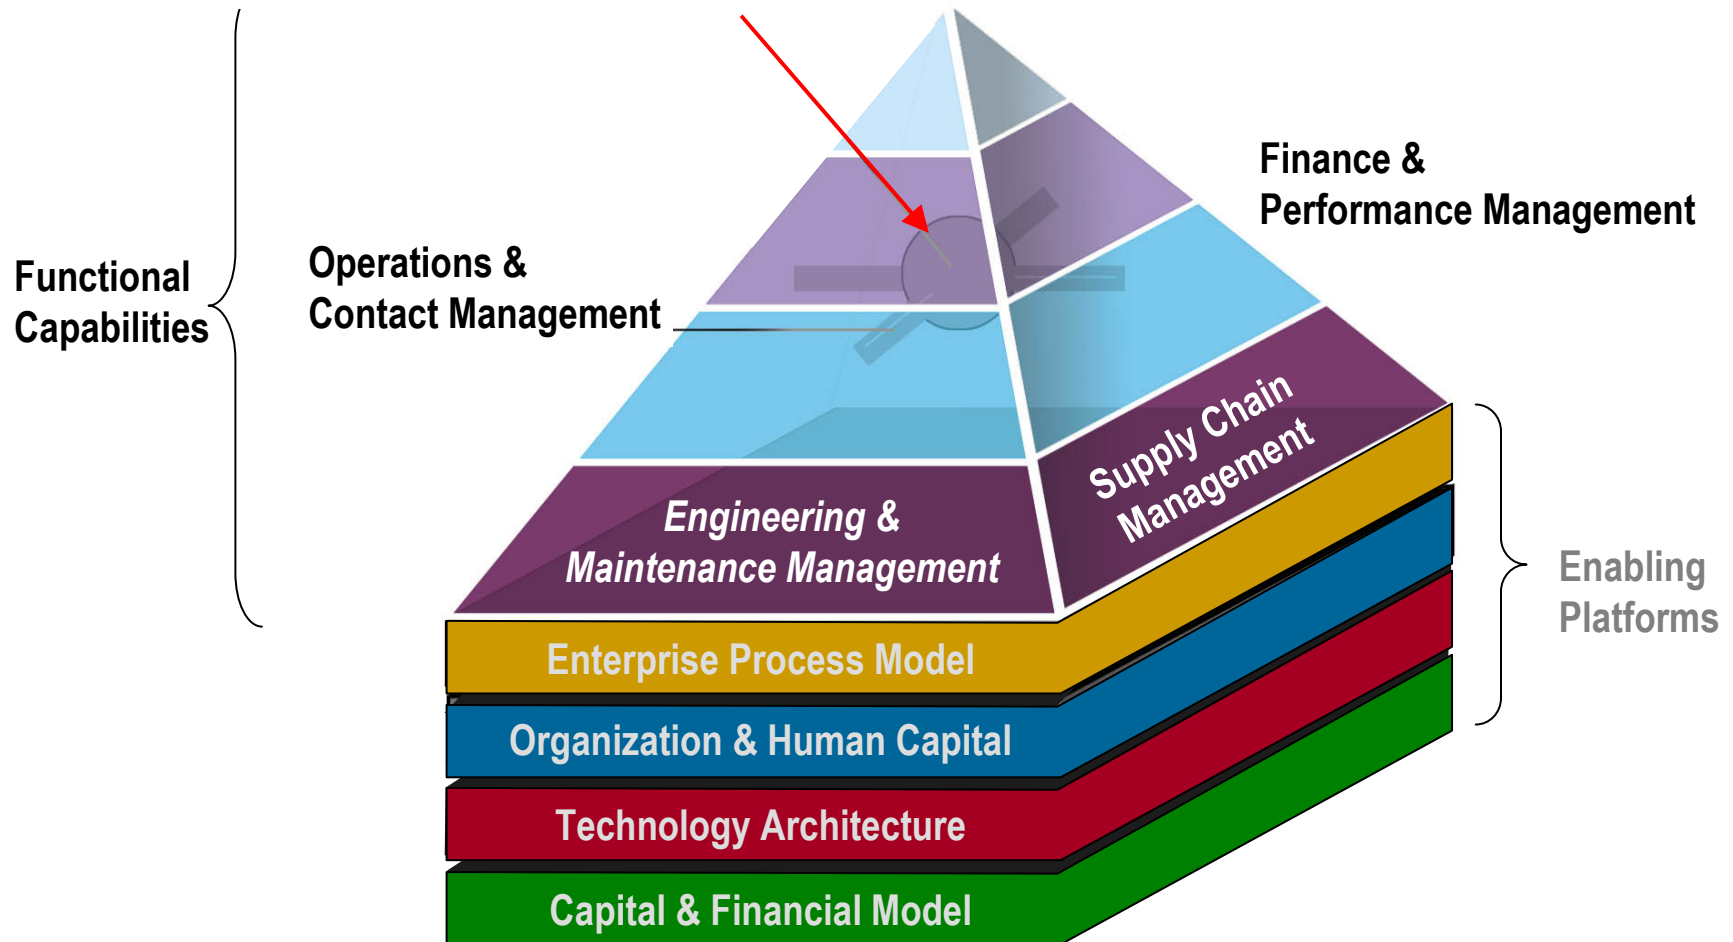 Finance &
Performance Management
Operations &
Contact Management
Functional
Capabilities
Supply Chain
Management
Engineering &
Maintenance Management
Enabling
Platforms
Enterprise Process Model
Organization & Human Capital
Technology Architecture
Capital & Financial Model